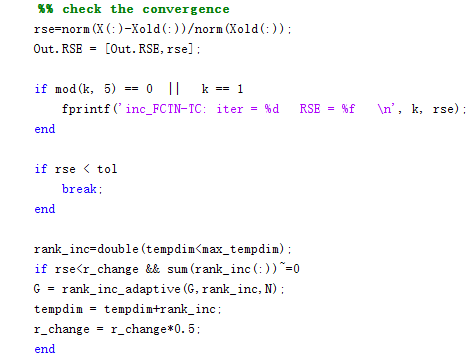 %% check the convergence
rse=norm(X(:)-Xold(:))/norm(Xold(:));
Out.RSE = [Out.RSE,rse];
if mod(k, 5) == 0 || k == 1
fprintf('inc_FCTN-TC: iter = %d RSE = %f \n', k, rse);
end
if rse < tol
break;
end
rank_inc=double(tempdim<max_tempdim);
if rse<r_change && sum(rank_inc(:))~=0
G = rank_inc_adaptive(G,rank_inc,N);
tempdim = tempdim+rank_inc;
r_change = r_change*0.5;
end